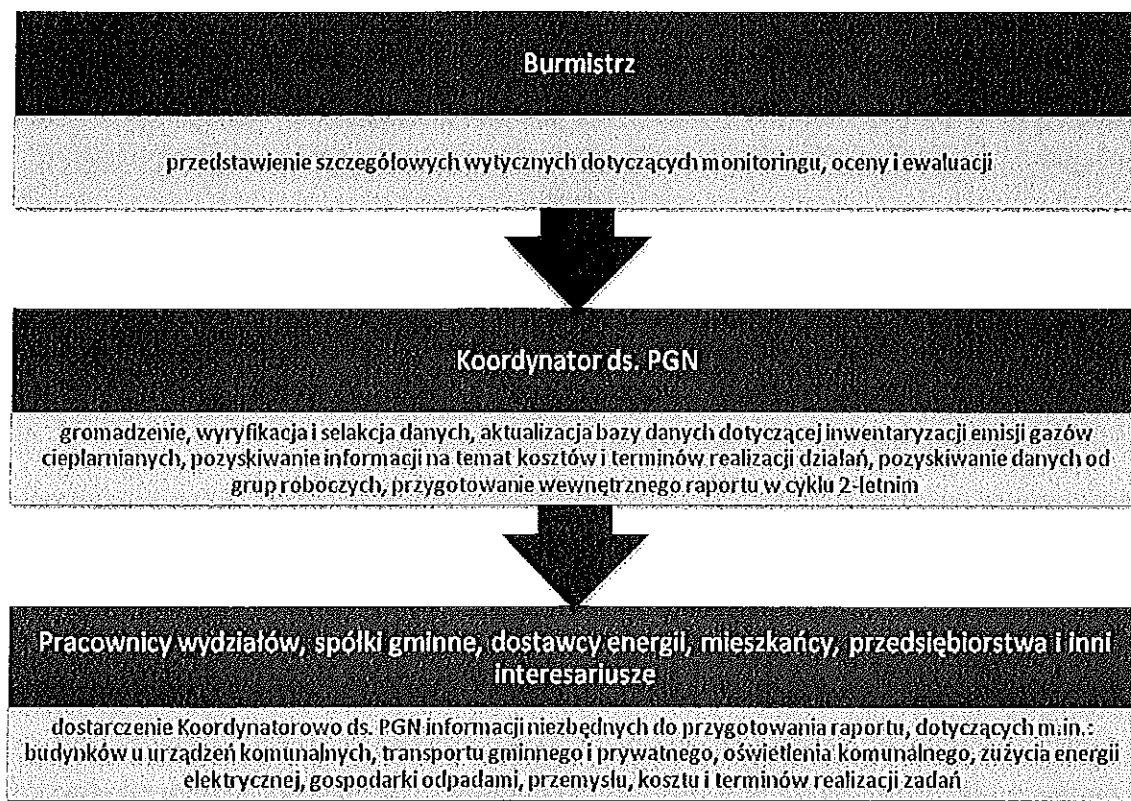 Burmistrz
przedstawienie szczegółowych wytycznych dotyczących monitoringu, oceny i ewaluacji
Koordynator ds. PGN
gromadzenie, wyryfikacja i selakcja danych, aktualizacja bazy danych dotyczącej inwentaryzacji emisji gazów
cieplarnianych, pozyskiwanie informacji na temat kosztów i terminów realizacji działań, pozyskiwanie danych od
grup roboczych, przygotowanie wewnętrznego raportu w cyklu 2-letnim
Pracownicy wydziałów, spółki gminne, dostawcy energii, mieszkańcy, przedsiębiorstwa i inni
interesariusze
dostarczenie Koordynatorowo ds. PGN informacji niezbędnych do przygotowania raportu, dotyczących m.in.:
budynków u urządzeń komunalnych, transportu gminnego i prywatnego, oświetlenia komunalnego, zużycia energii
elektrycznej, gospodarki odpadami, przemysłu, kosztu i terminów realizacji zadań